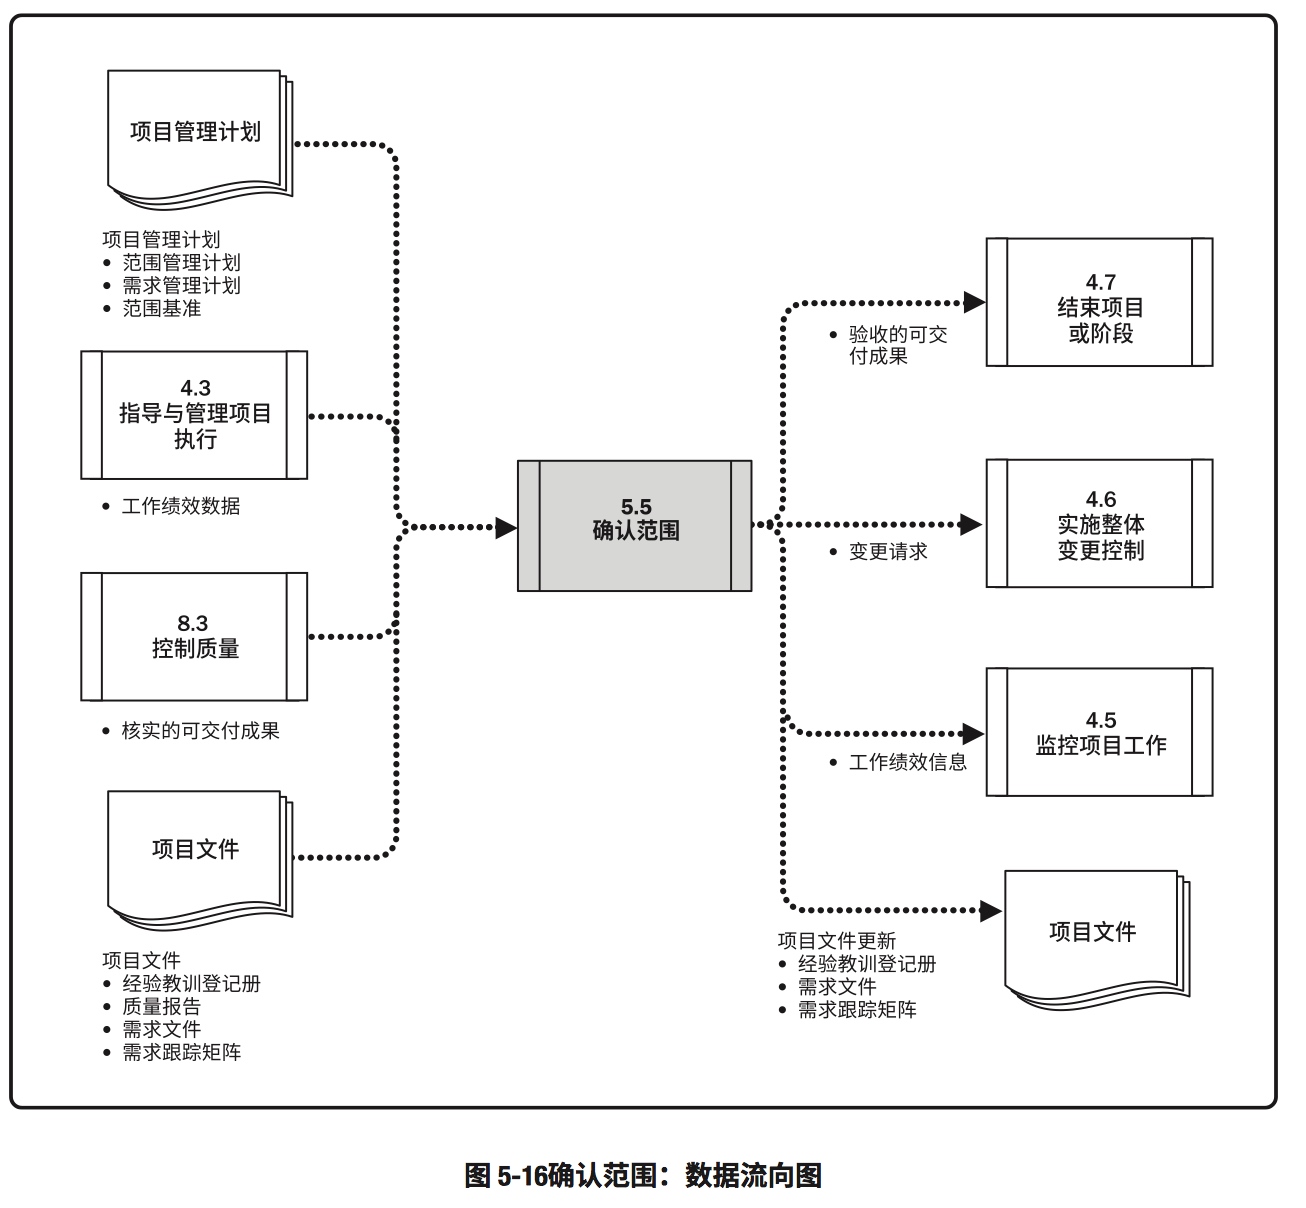 项目管理计划
项目管理计划
• 范围管理计划
• 需求管理计划
• 范围基准
4.3
指导与管理项目
执行
• 工作绩效数据
8.3
控制质量
• 核实的可交付成果
项目文件
项目文件
• 经验教训登记册
• 质量报告
• 需求文件
• 需求跟踪矩阵
5.5
确认范围
4.7
结束项目
或阶段
• 验收的可交
付成果
4.6
实施整体
变更控制
• 变更请求
4.5
监控项目工作
• 工作绩效信息
项目文件
项目文件更新
• 经验教训登记册
• 需求文件
• 需求跟踪矩阵
图 5-16确认范围：数据流向图